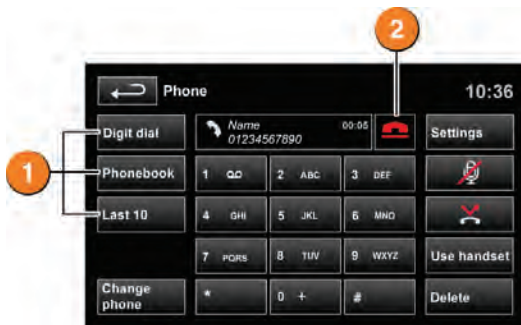 2
Phone
10:36
Digit dial
Name
00:05
01234567890
Settings
1
Phonebook
1
2 ABC
3 DEF
Last 10
4 GHI
5 JKL
6 MNO
7 PQRS
8 TUV
9 WXYZ
Use handset
Change
phone
*
0 +
#
Delete